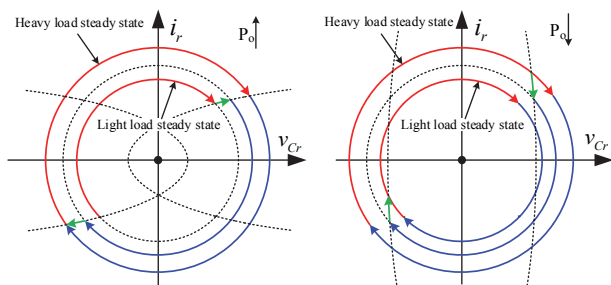 Heavy load steady state
i_r
P_o
Light load steady state
v_Cr
Heavy load steady state
i_r
P_o
Light load steady state
v_Cr